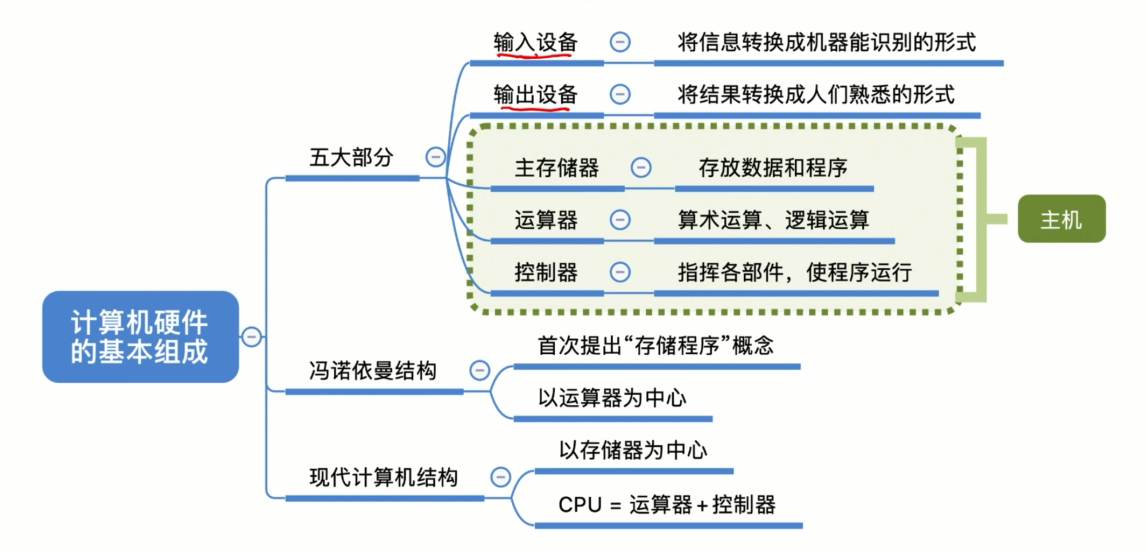 计算机硬件
的基本组成
五大部分
输入设备
将信息转换成机器能识别的形式
输出设备
将结果转换成人们熟悉的形式
主存储器
存放数据和程序
运算器
算术运算、逻辑运算
控制器
指挥各部件，使程序运行
主机
冯诺依曼结构
首次提出“存储程序”概念
以运算器为中心
现代计算机结构
以存储器为中心
CPU = 运算器+控制器